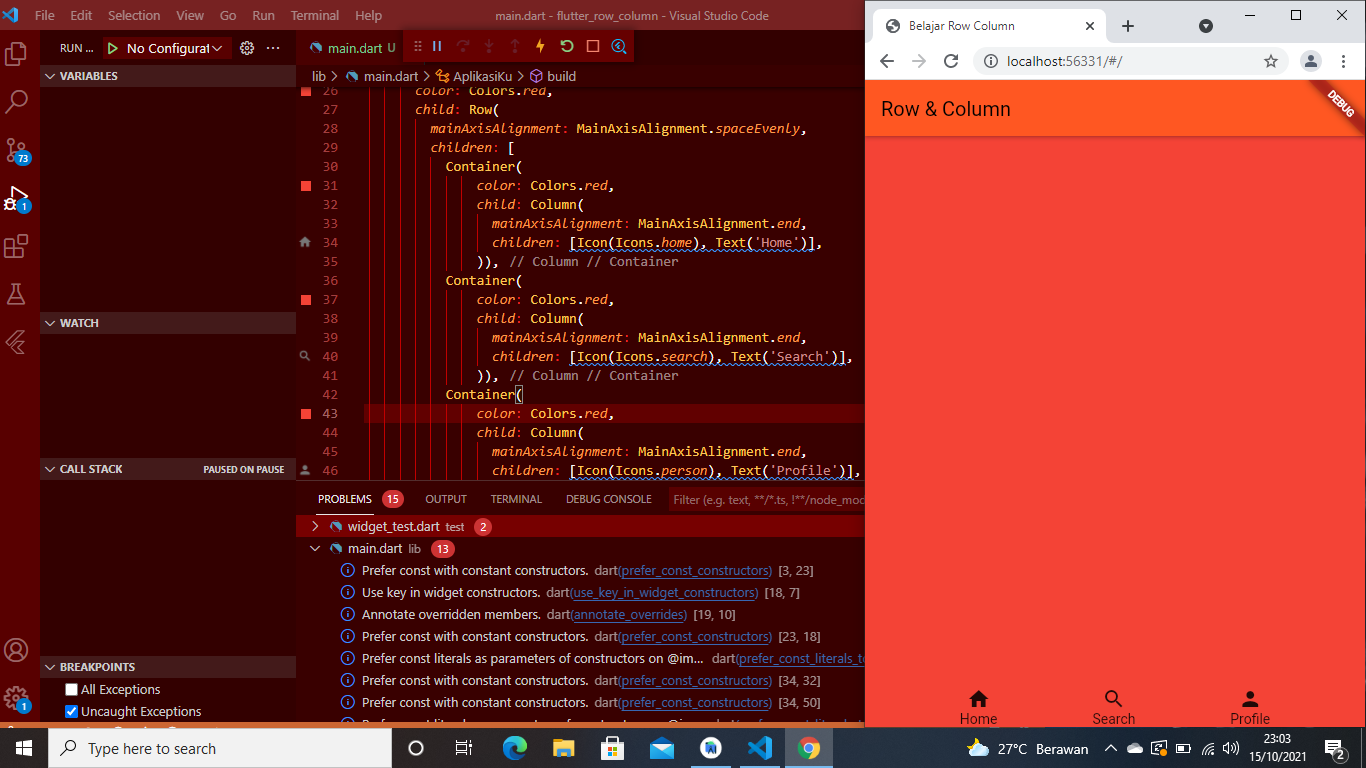 File Edit Selection View Go Run Terminal Help main.dart - flutter_row_column - Visual Studio Code
RUN ... No Configurat
VARIABLES
WATCH
CALL STACK PAUSED ON PAUSE
BREAKPOINTS
All Exceptions
Uncaught Exceptions
73
1
1
main.dart U
lib > main.dart > AplikasiKu > build
26 color: Colors.red,
27 child: Row(
28 mainAxisAlignment: MainAxisAlignment.spaceEvenly,
29 children: [
30 Container(
31 color: Colors.red,
32 child: Column(
33 mainAxisAlignment: MainAxisAlignment.end,
34 children: [Icon(Icons.home), Text('Home')],
35 )), // Column // Container
36 Container(
37 color: Colors.red,
38 child: Column(
39 mainAxisAlignment: MainAxisAlignment.end,
40 children: [Icon(Icons.search), Text('Search')],
41 )), // Column // Container
42 Container(
43 color: Colors.red,
44 child: Column(
45 mainAxisAlignment: MainAxisAlignment.end,
46 children: [Icon(Icons.person), Text('Profile')],
PROBLEMS 15 OUTPUT TERMINAL DEBUG CONSOLE Filter (e.g. text, **/*.ts, !**/node_mod
widget_test.dart test 2
main.dart lib 13
Prefer const with constant constructors. dart(prefer_const_constructors) [3, 23]
Use key in widget constructors. dart(use_key_in_widget_constructors) [18, 7]
Annotate overridden members. dart(annotate_overrides) [19, 10]
Prefer const with constant constructors. dart(prefer_const_constructors) [23, 18]
Prefer const literals as parameters of constructors on @im... dart(prefer_const_literals_to
Prefer const with constant constructors. dart(prefer_const_constructors) [34, 32]
Prefer const with constant constructors. dart(prefer_const_constructors) [34, 50]
Belajar Row Column
localhost:56331/#/
Row & Column
DEBUG
Home Search Profile
Type here to search
27°C Berawan
23:03
15/10/2021
2